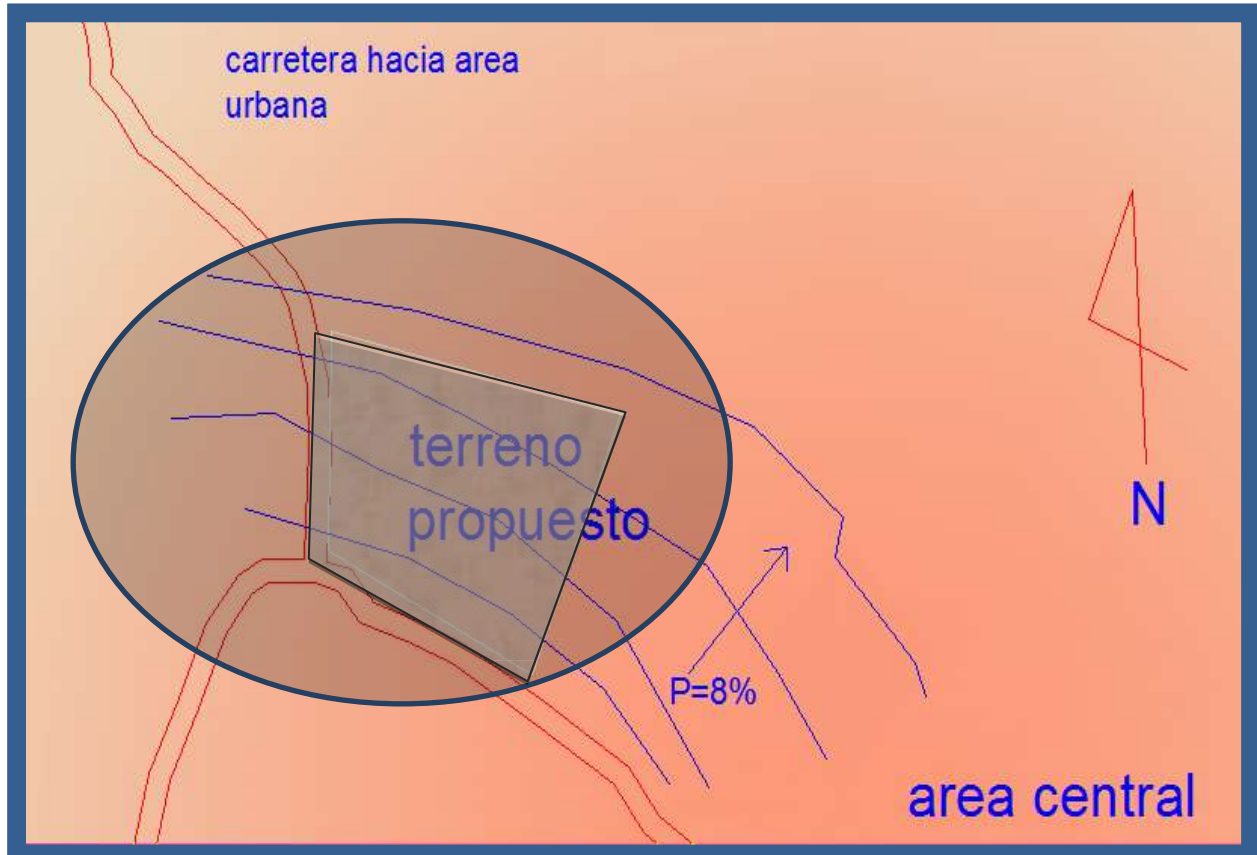 carretera hacia area
urbana
terreno
propuesto
N
P=8%
area central